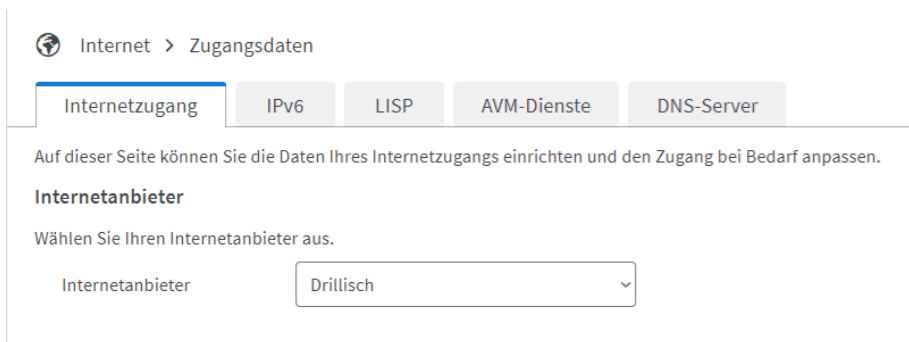 Internet > Zugangsdaten
Internetzugang IPv6 LISP AVM-Dienste DNS-Server
Auf dieser Seite können Sie die Daten Ihres Internetzugangs einrichten und den Zugang bei Bedarf anpassen.
Internetanbieter
Wählen Sie Ihren Internetanbieter aus.
Internetanbieter Drillisch